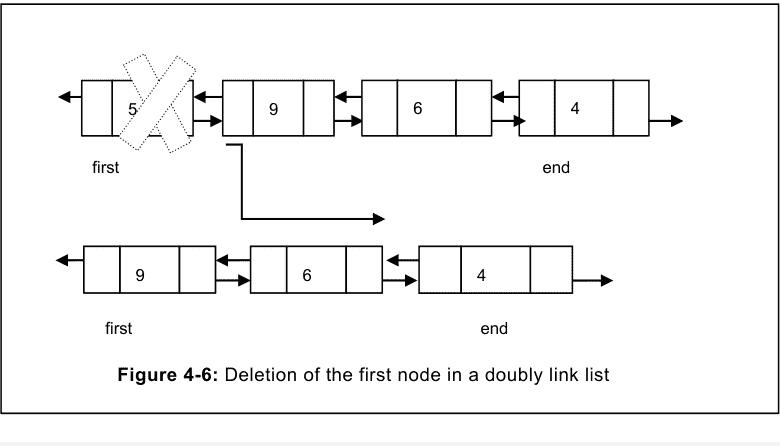 5 9 6 4
first end
9 6 4
first end
Figure 4-6: Deletion of the first node in a doubly link list